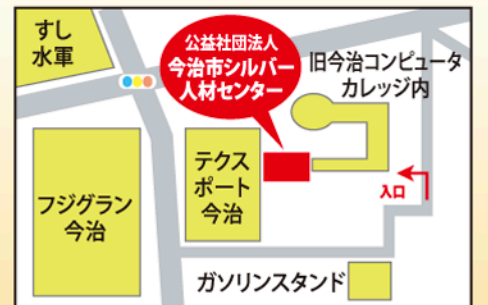 すし
水軍
公益社団法人
今治市シルバー
人材センター
旧今治コンピュータ
カレッジ内
テクス
ポート
今治
フジグラン
今治
入口
ガソリンスタンド